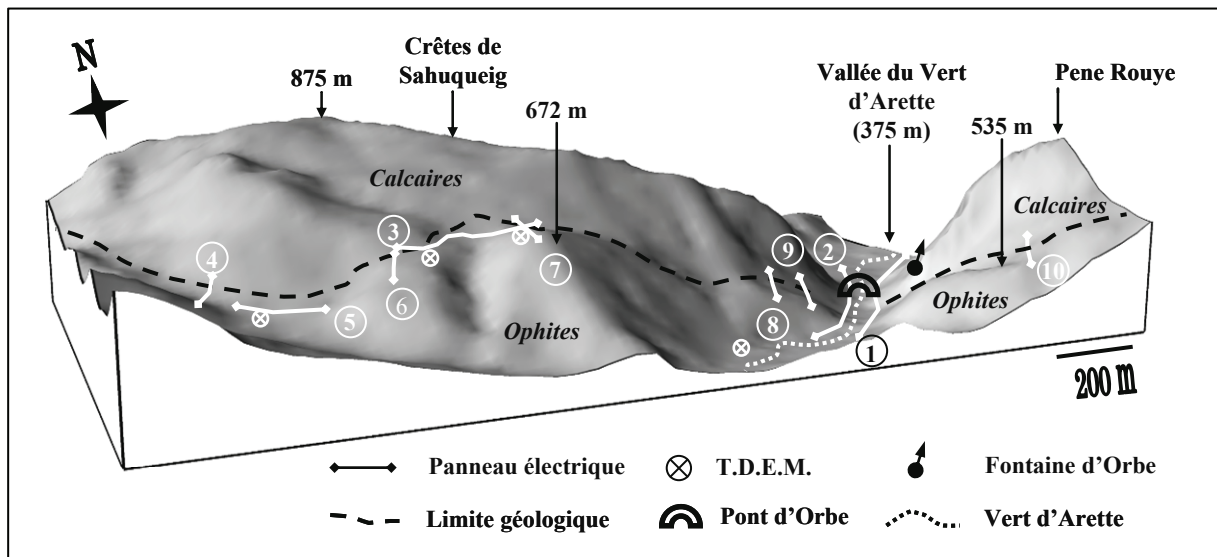 N
Crêtes de
Sahuqueig
875 m
672 m
Vallée du Vert
d'Arette
(375 m)
Pene Rouye
535 m
Calcaires
Calcaires
3
4
9
2
7
10
6
5
Ophites
Ophites
8
1
200 m
Panneau électrique
T.D.E.M.
Fontaine d'Orbe
Limite géologique
Pont d'Orbe
Vert d'Arette